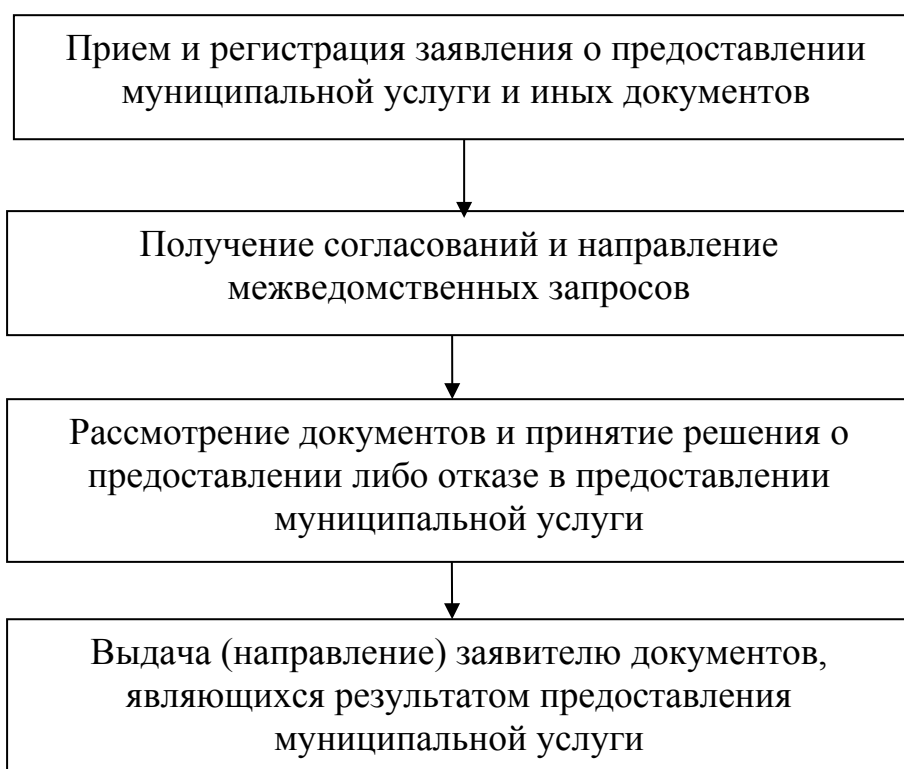 Прием и регистрация заявления о предоставлении
муниципальной услуги и иных документов
Получение согласований и направление
межведомственных запросов
Рассмотрение документов и принятие решения о
предоставлении либо отказе в предоставлении
муниципальной услуги
Выдача (направление) заявителю документов,
являющихся результатом предоставления
муниципальной услуги